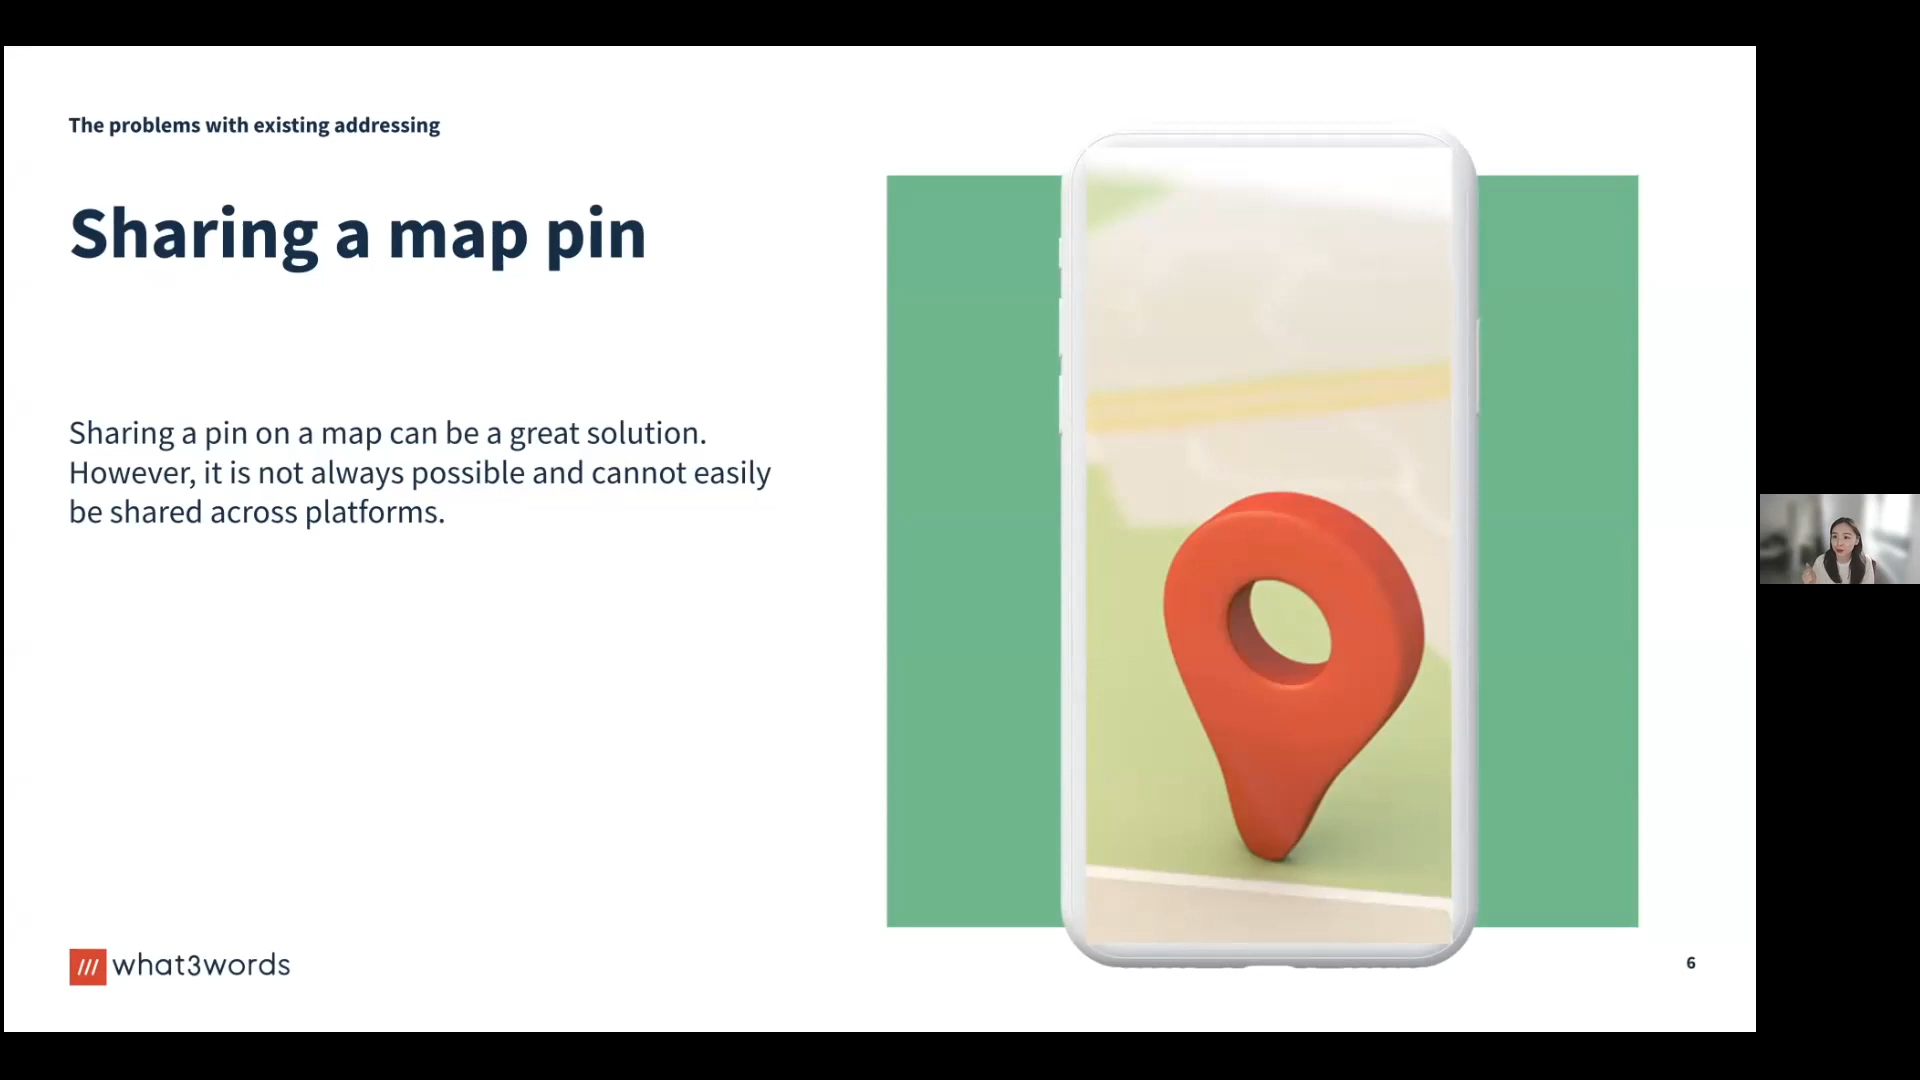 The problems with existing addressing
Sharing a map pin
Sharing a pin on a map can be a great solution.
However, it is not always possible and cannot easily
be shared across platforms.
/// what3words
6